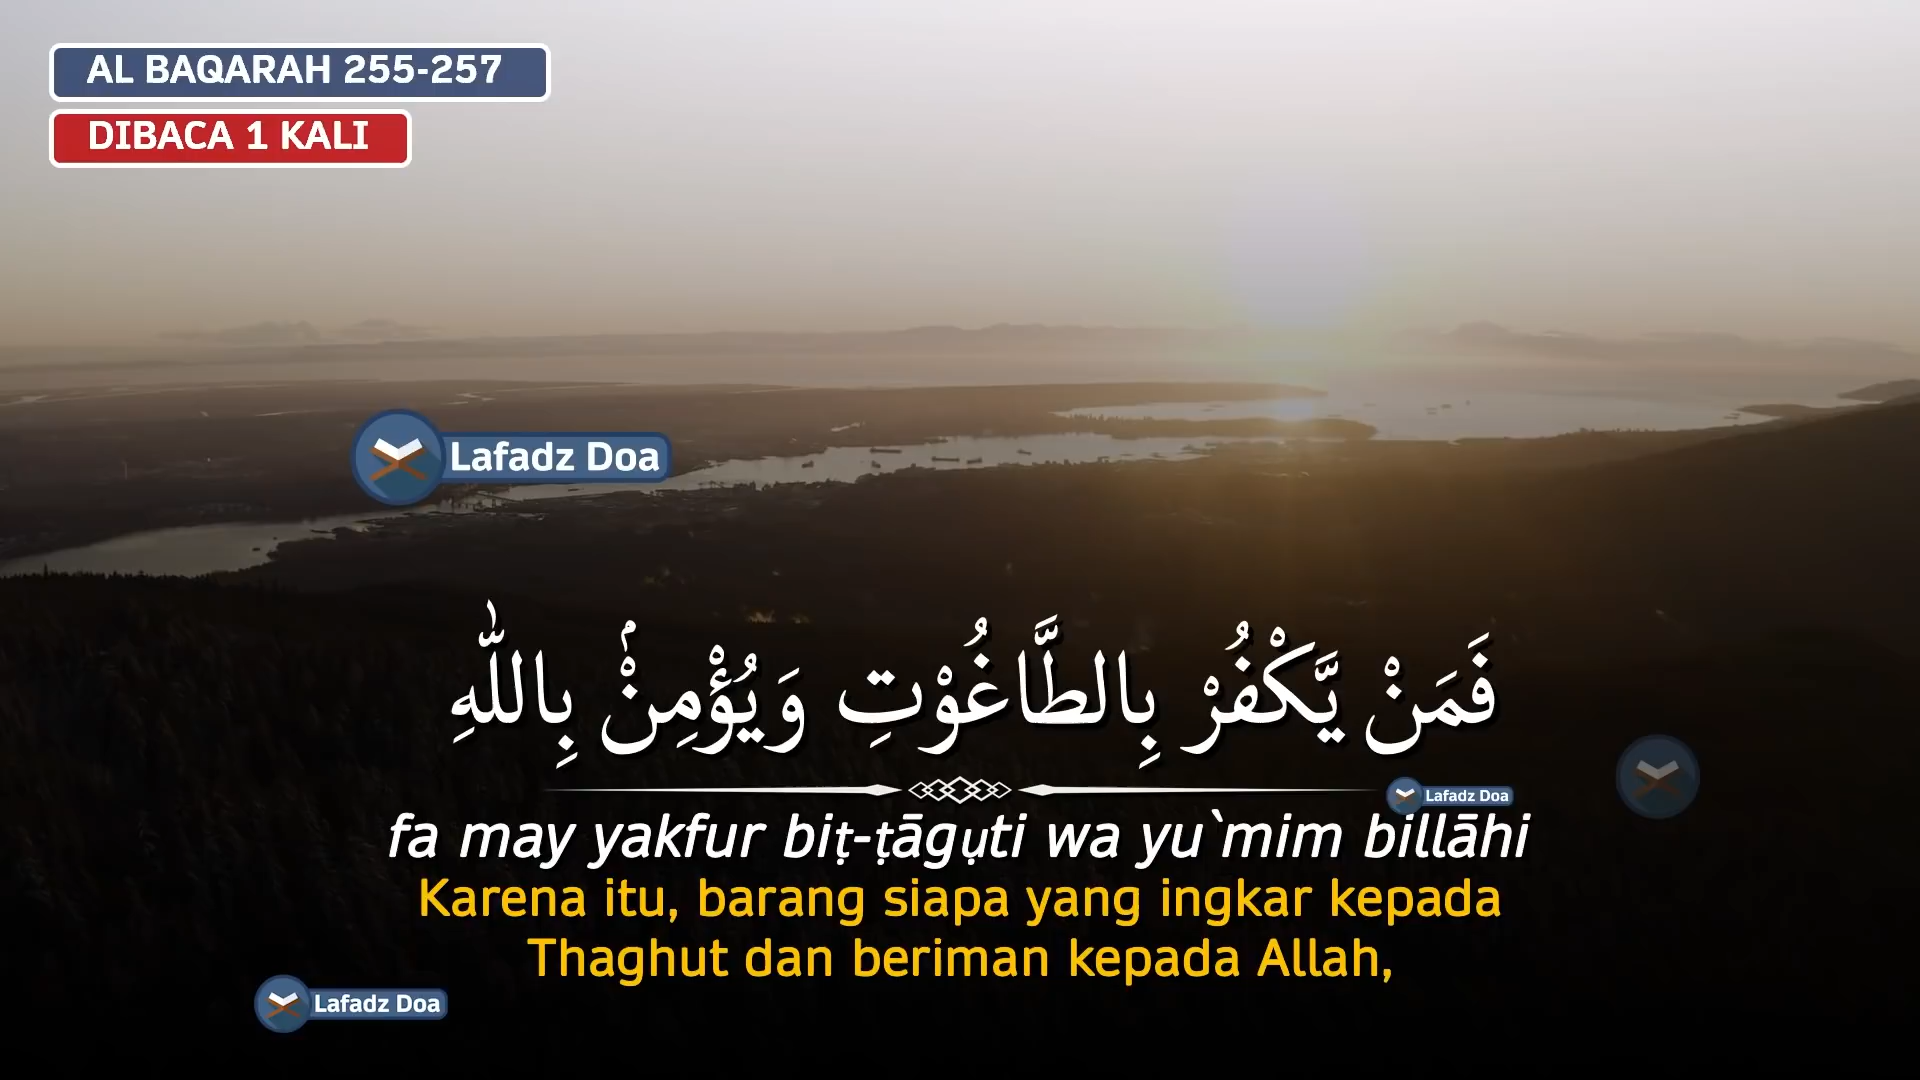 AL BAQARAH 255-257
DIBACA 1 KALI
Lafadz Doa
فَمَنْ يَّكْفُرْ بِالطَّاغُوْتِ وَيُؤْمِنْۢ بِاللّٰهِ
Lafadz Doa
fa may yakfur biṭ-ṭāgụti wa yu`mim billāhi
Karena itu, barang siapa yang ingkar kepada
Thaghut dan beriman kepada Allah,
Lafadz Doa